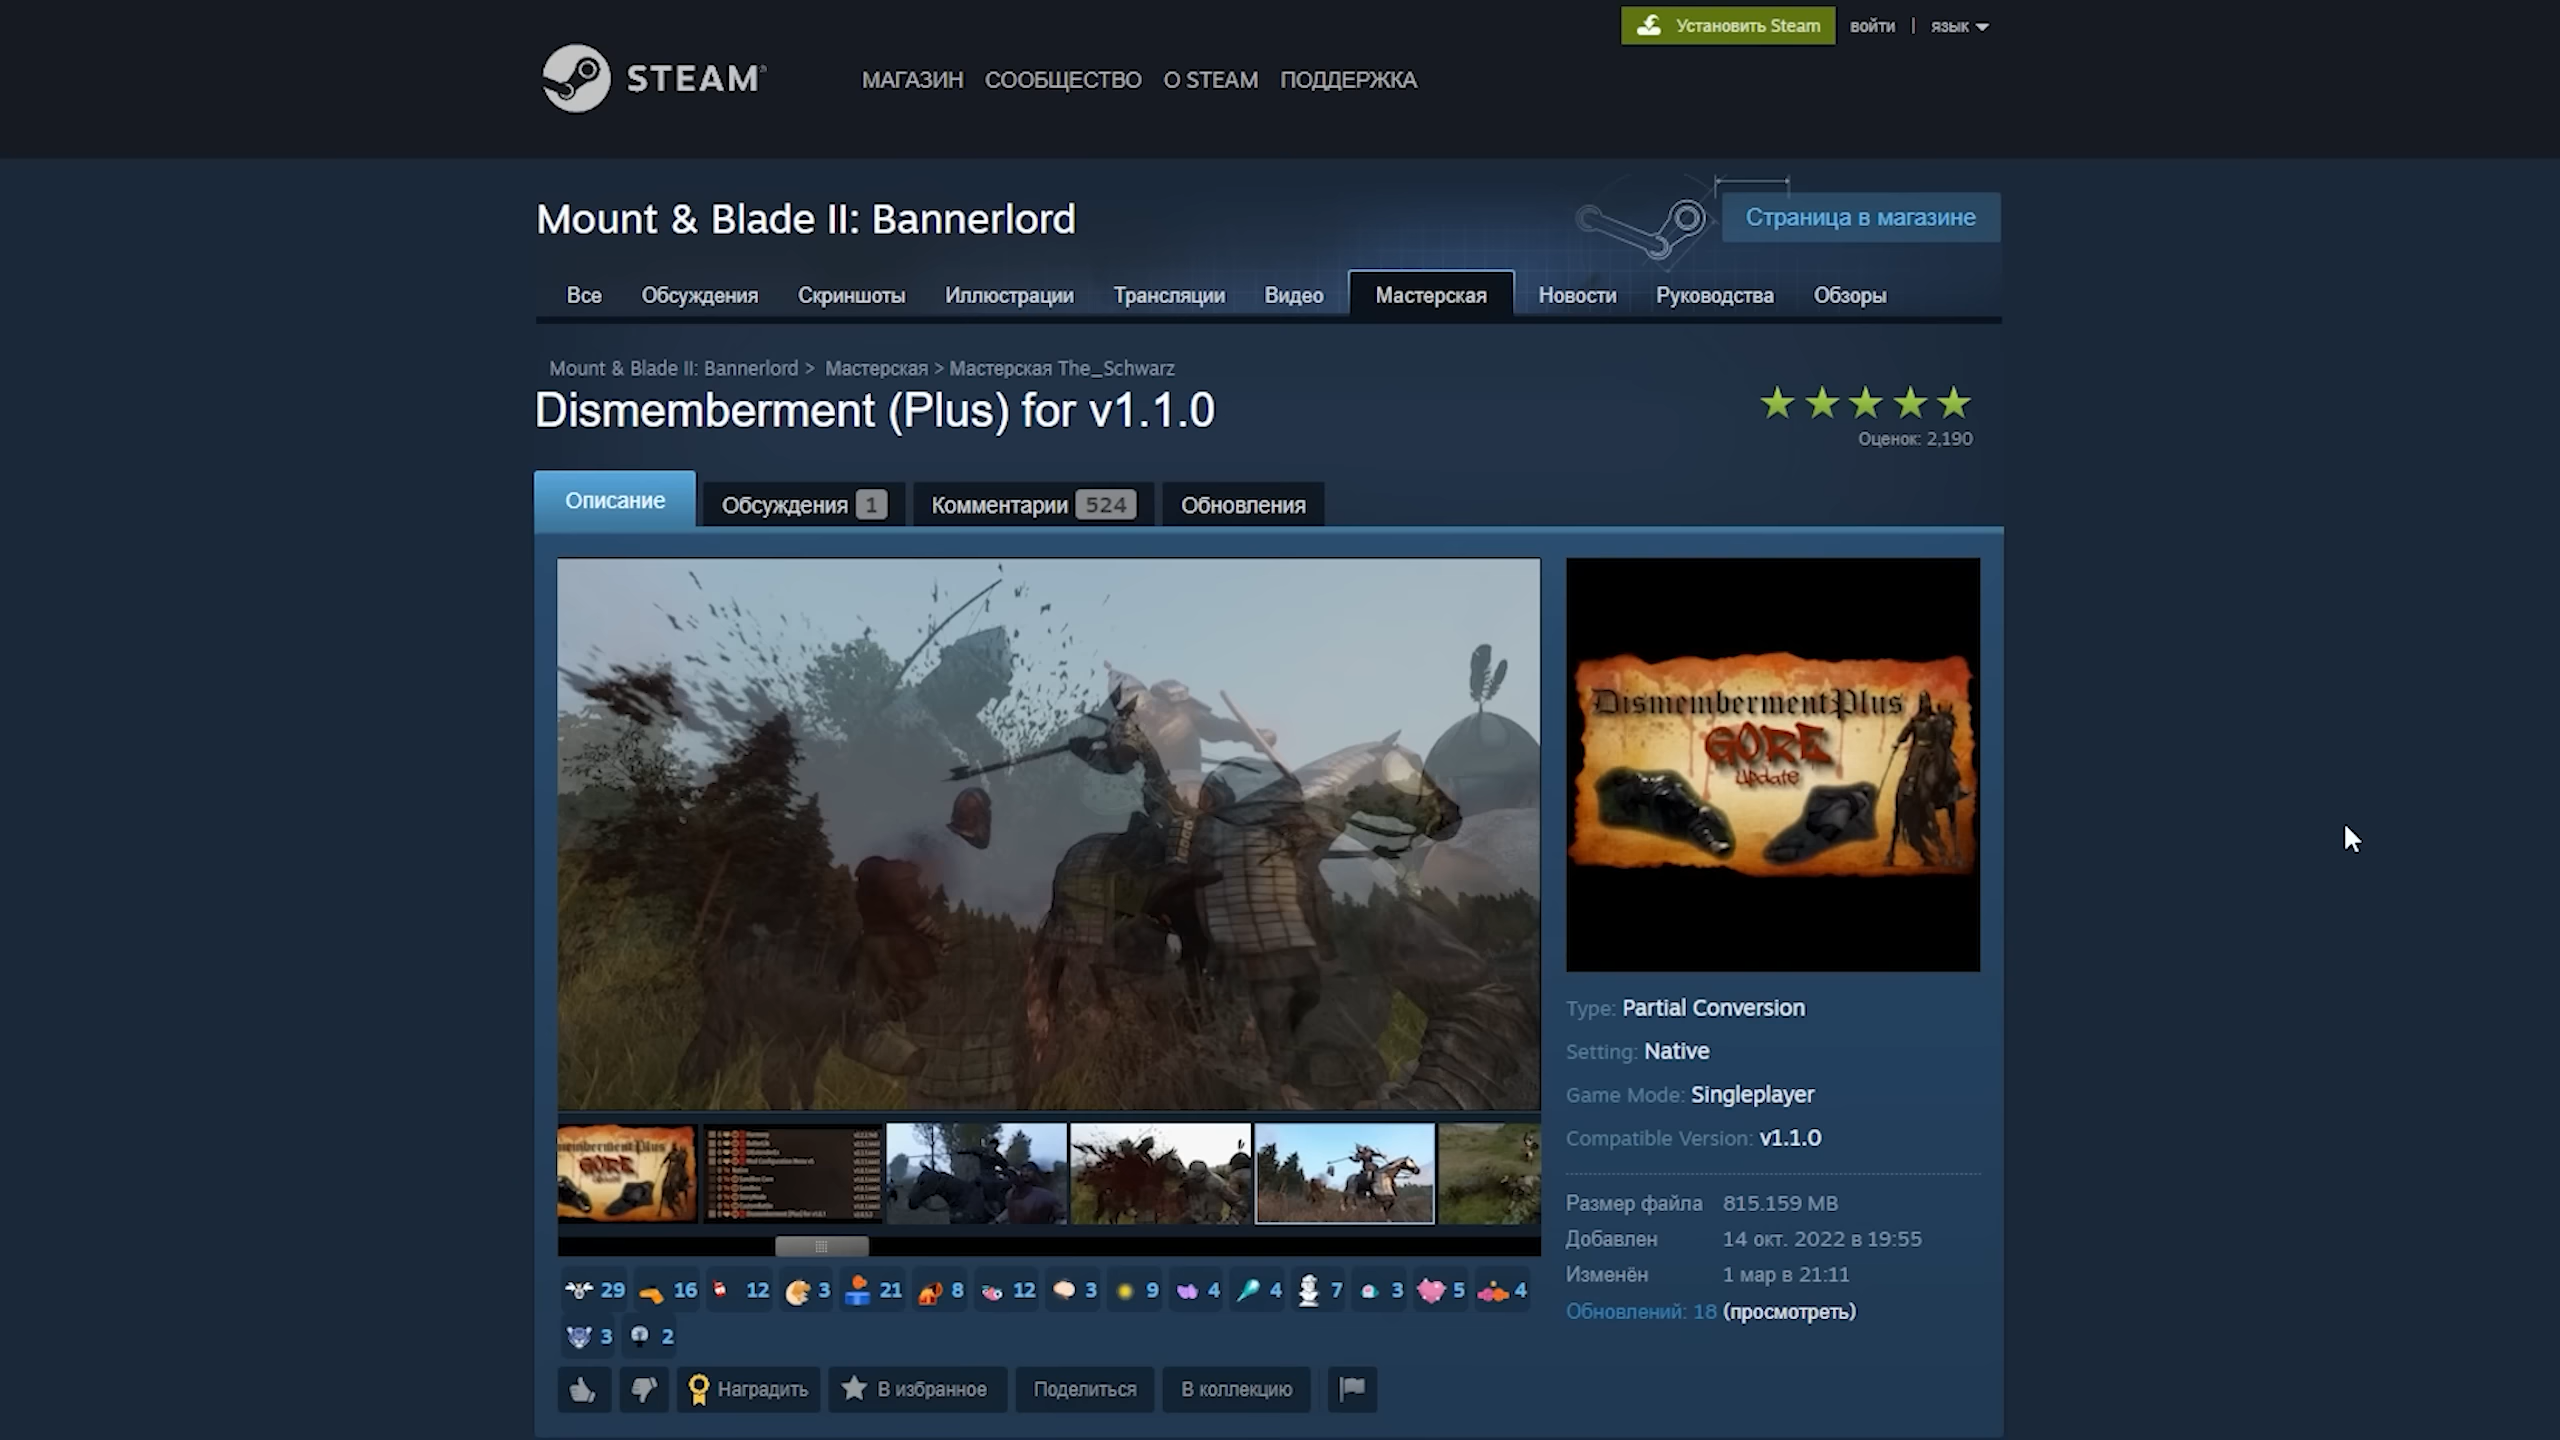 Установить Steam
войти | язык
STEAM
МАГАЗИН СООБЩЕСТВО О STEAM ПОДДЕРЖКА
Mount & Blade II: Bannerlord
Страница в магазине
Все Обсуждения Скриншоты Иллюстрации Трансляции Видео Мастерская Новости Руководства Обзоры
Mount & Blade II: Bannerlord > Мастерская > Мастерская The_Schwarz
Dismemberment (Plus) for v1.1.0
Оценок: 2,190
Описание Обсуждения 1 Комментарии 524 Обновления
DismembermentPlus
GORE
Update
Type: Partial Conversion
Setting: Native
Game Mode: Singleplayer
Compatible Version: v1.1.0
Размер файла 815.159 MB
Добавлен 14 окт. 2022 в 19:55
Изменён 1 мар в 21:11
Обновлений: 18 (просмотреть)
GORE
29 16 12 3 21 8 12 3 9 4 4 7 3 5 4
3 2
Наградить В избранное Поделиться В коллекцию